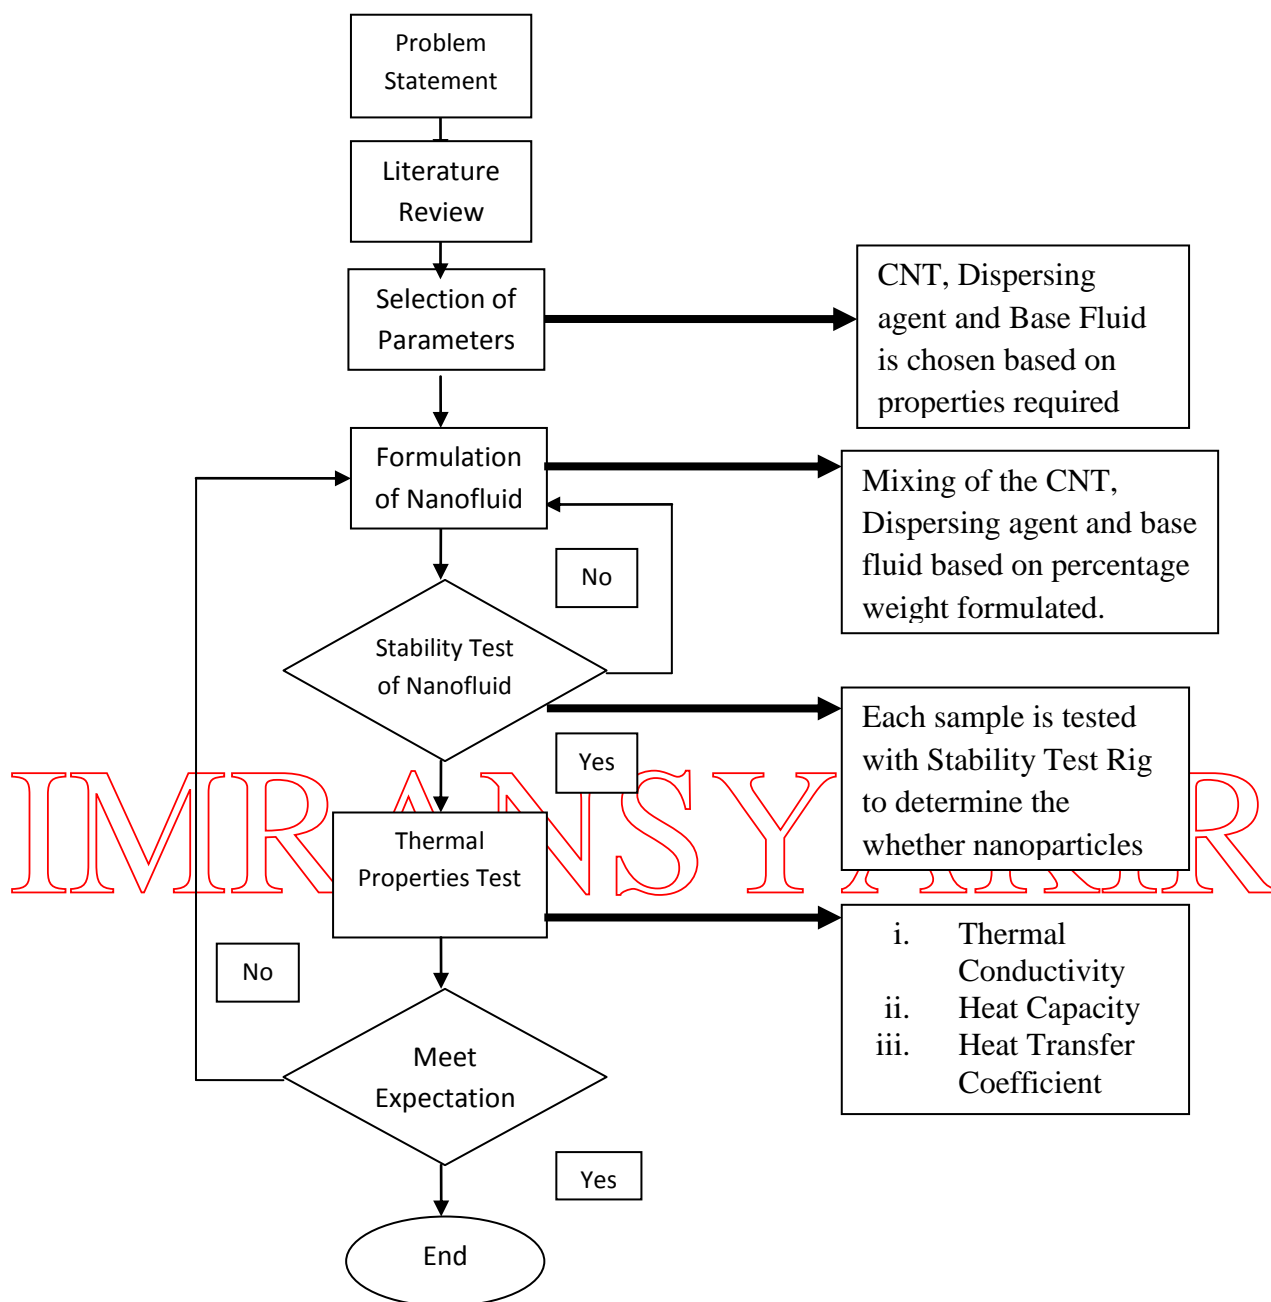 Problem
Statement
Literature
Review
Selection of
Parameters
CNT, Dispersing
agent and Base Fluid
is chosen based on
properties required
Formulation
of Nanofluid
Mixing of the CNT,
Dispersing agent and base
fluid based on percentage
weight formulated.
No
Stability Test
of Nanofluid
Each sample is tested
with Stability Test Rig
to determine the
whether nanoparticles
Yes
Thermal
Properties Test
i. Thermal
Conductivity
ii. Heat Capacity
iii. Heat Transfer
Coefficient
No
Meet
Expectation
Yes
End